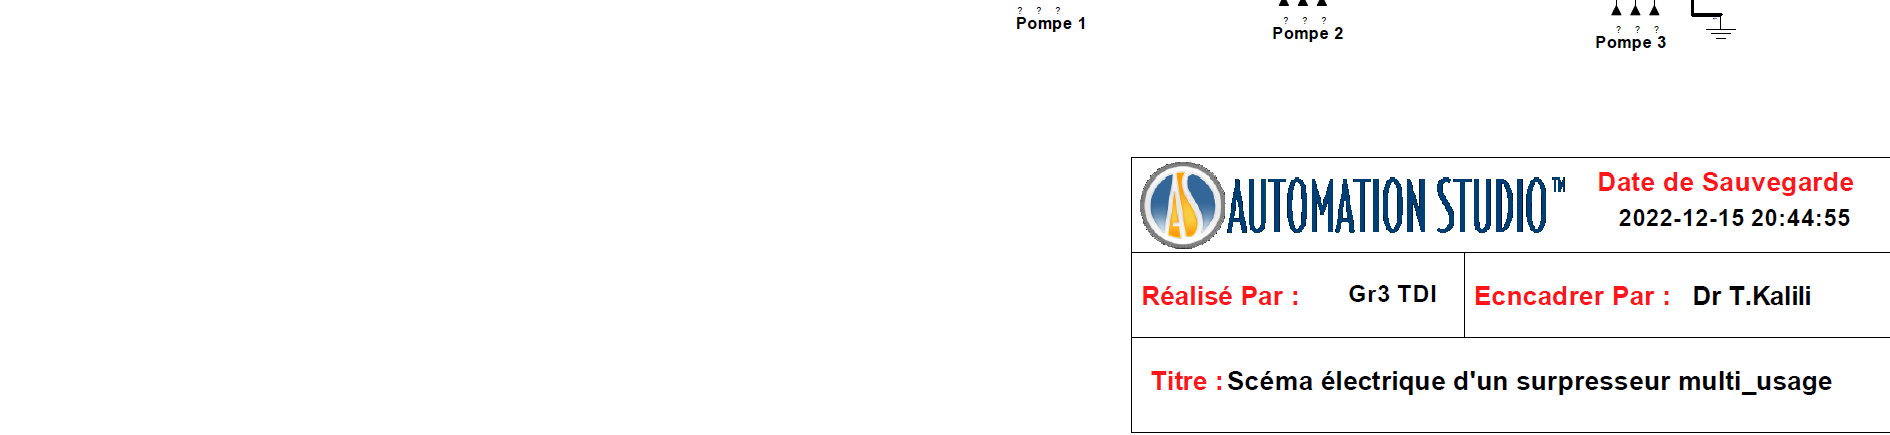 ? ? ?
Pompe 1
? ? ?
Pompe 2
? ? ?
Pompe 3
AUTOMATION STUDIO™
Date de Sauvegarde
2022-12-15 20:44:55
Réalisé Par : Gr3 TDI
Ecncadrer Par : Dr T.Kalili
Titre : Scéma électrique d'un surpresseur multi_usage